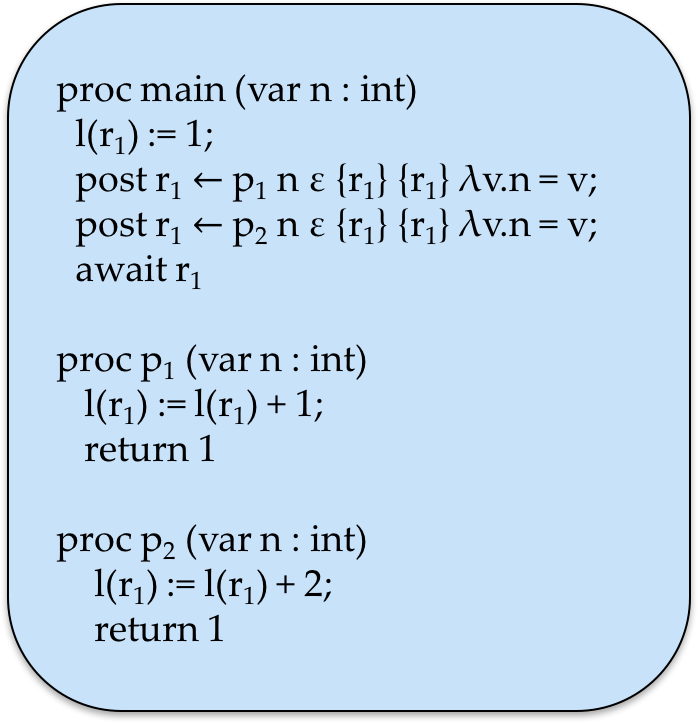 proc main (var n : int)
l(r₁) := 1;
post r₁ ← p₁ n ε {r₁} {r₁} λv.n = v;
post r₁ ← p₂ n ε {r₁} {r₁} λv.n = v;
await r₁
proc p₁ (var n : int)
l(r₁) := l(r₁) + 1;
return 1
proc p₂ (var n : int)
l(r₁) := l(r₁) + 2;
return 1